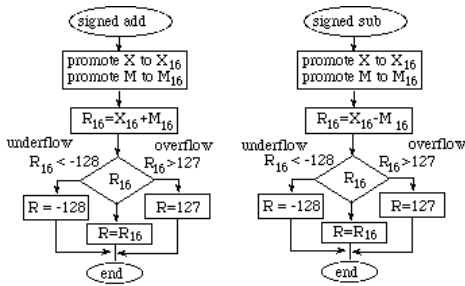 signed add
promote X to X16
promote M to M16
R16=X16+M16
underflow
overflow
R16 < -128
R16 >127
R16
R = -128
R=127
R=R16
end
signed sub
promote X to X16
promote M to M16
R16=X16-M16
underflow
overflow
R16 < -128
R16>127
R16
R = -128
R=127
R=R16
end